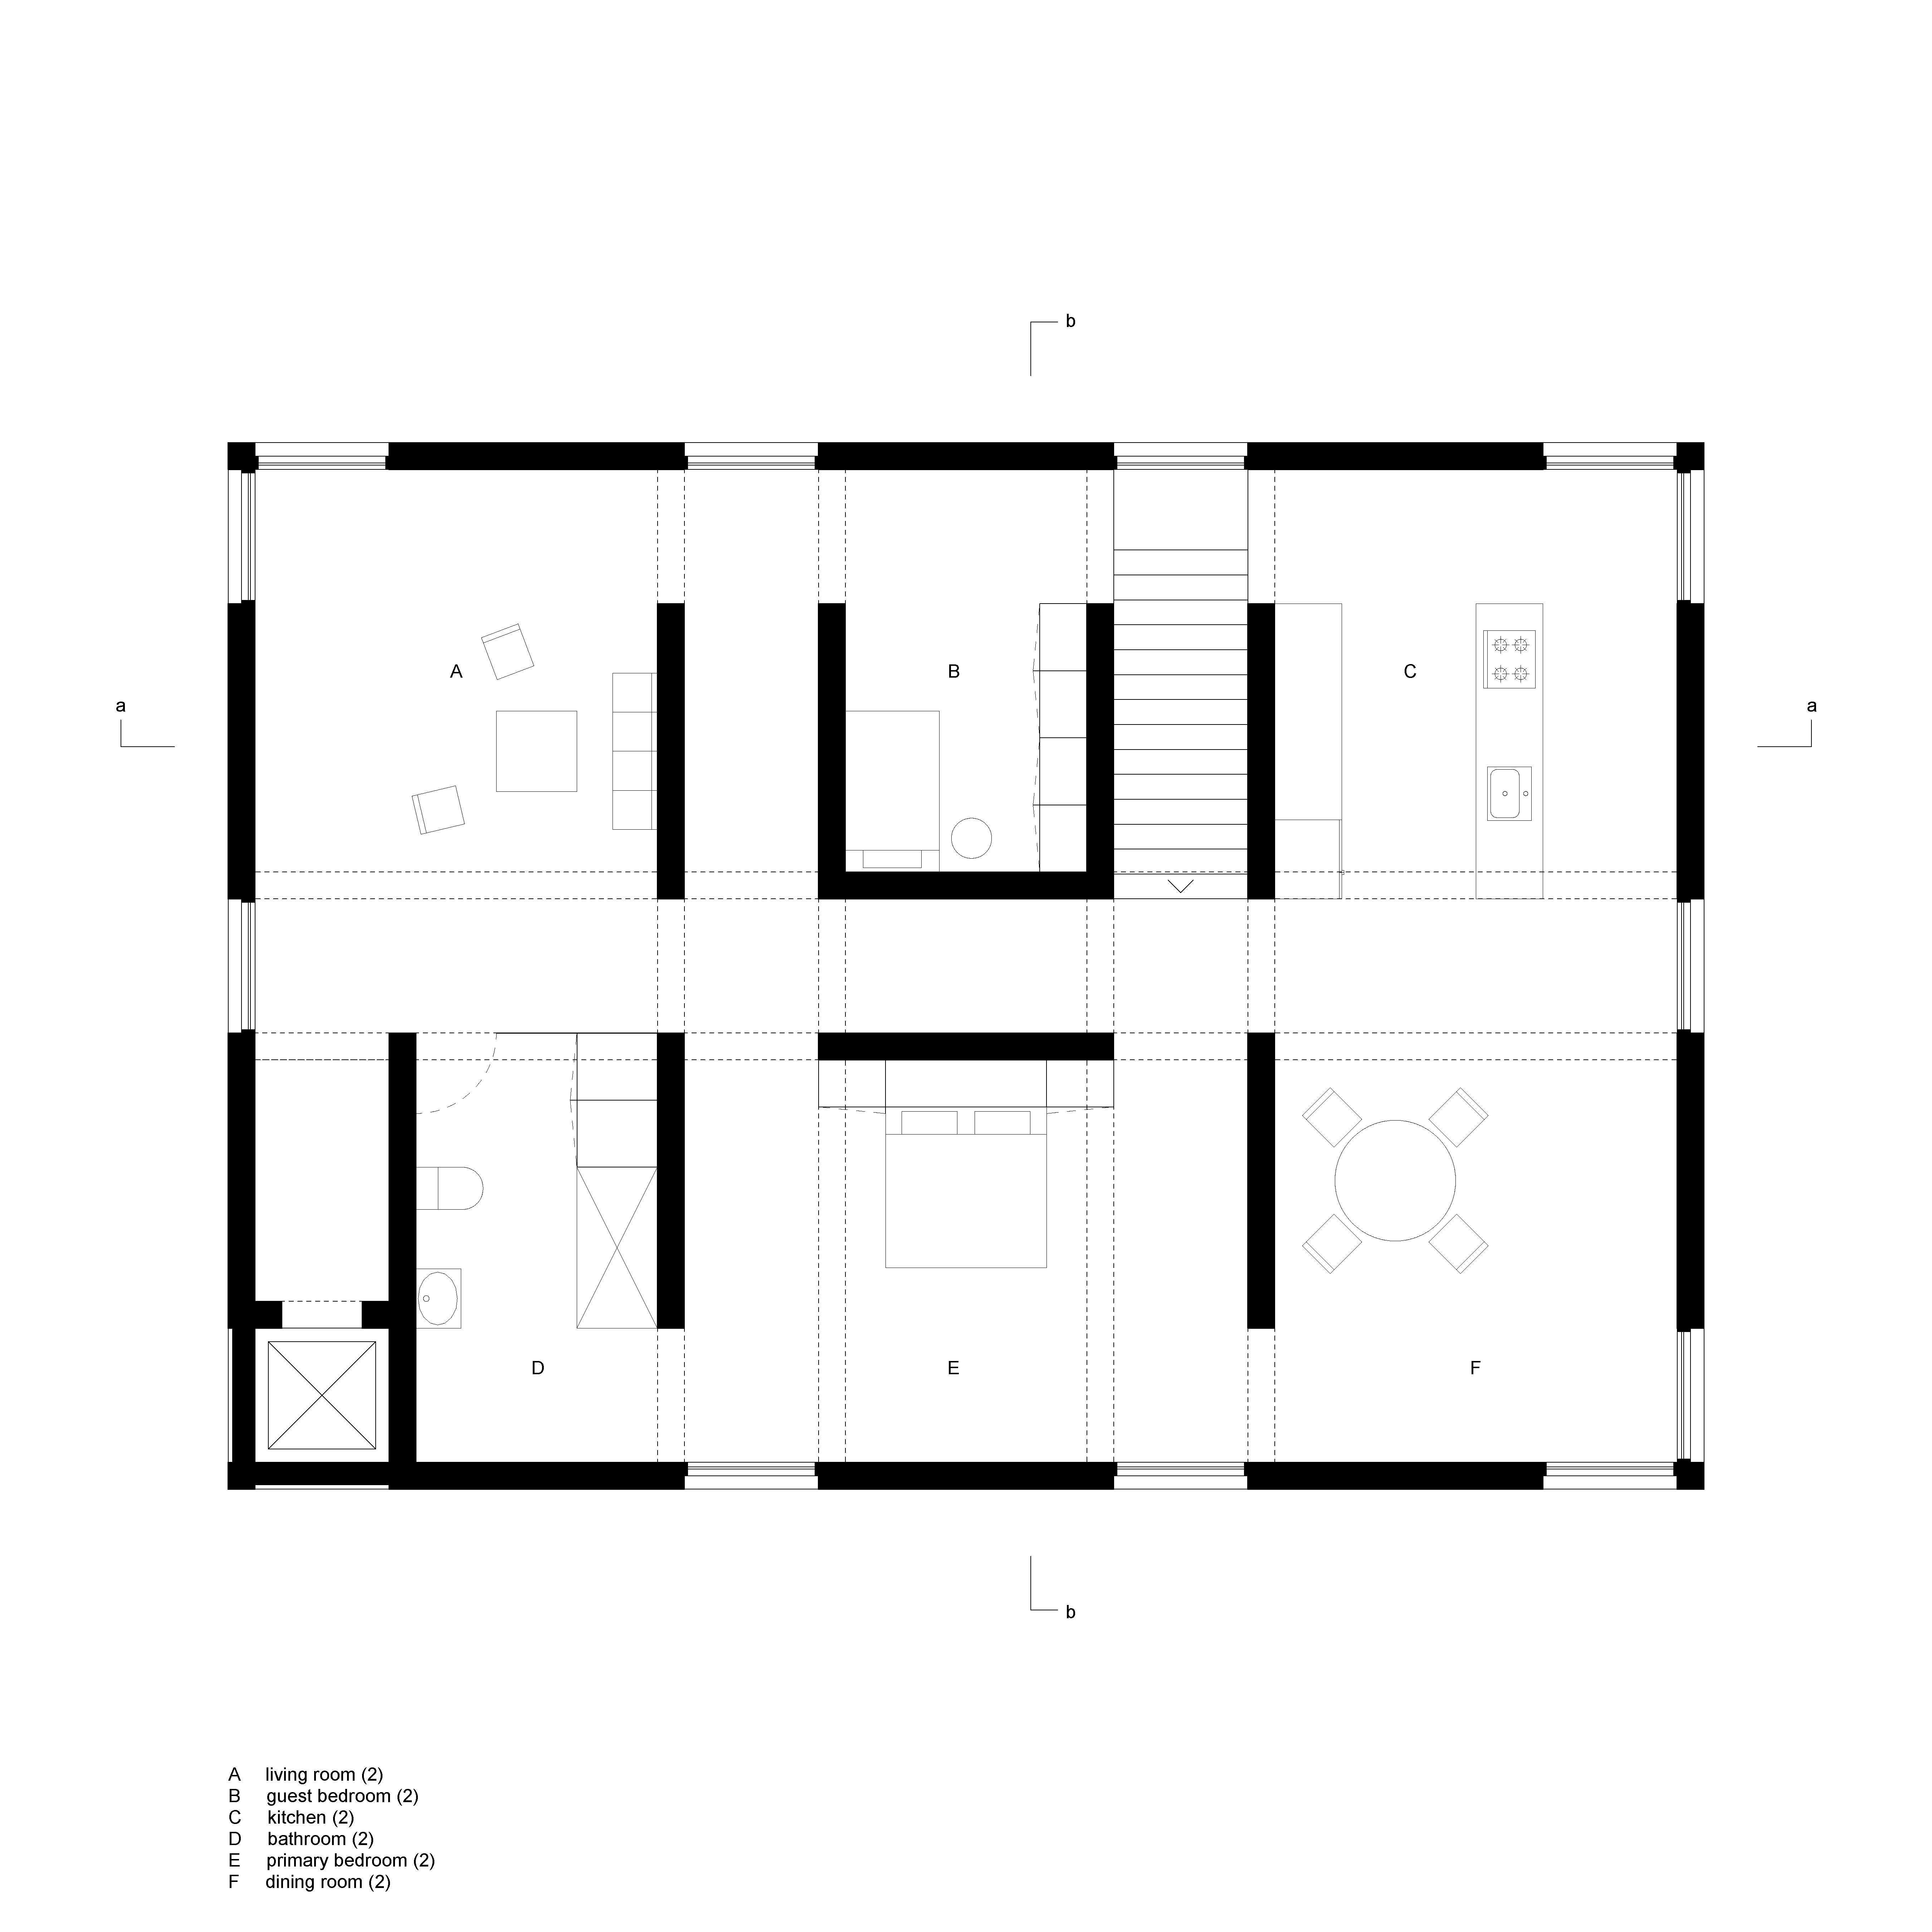 b
A
B
C
a
a
D
E
F
b
A living room (2)
B guest bedroom (2)
C kitchen (2)
D bathroom (2)
E primary bedroom (2)
F dining room (2)